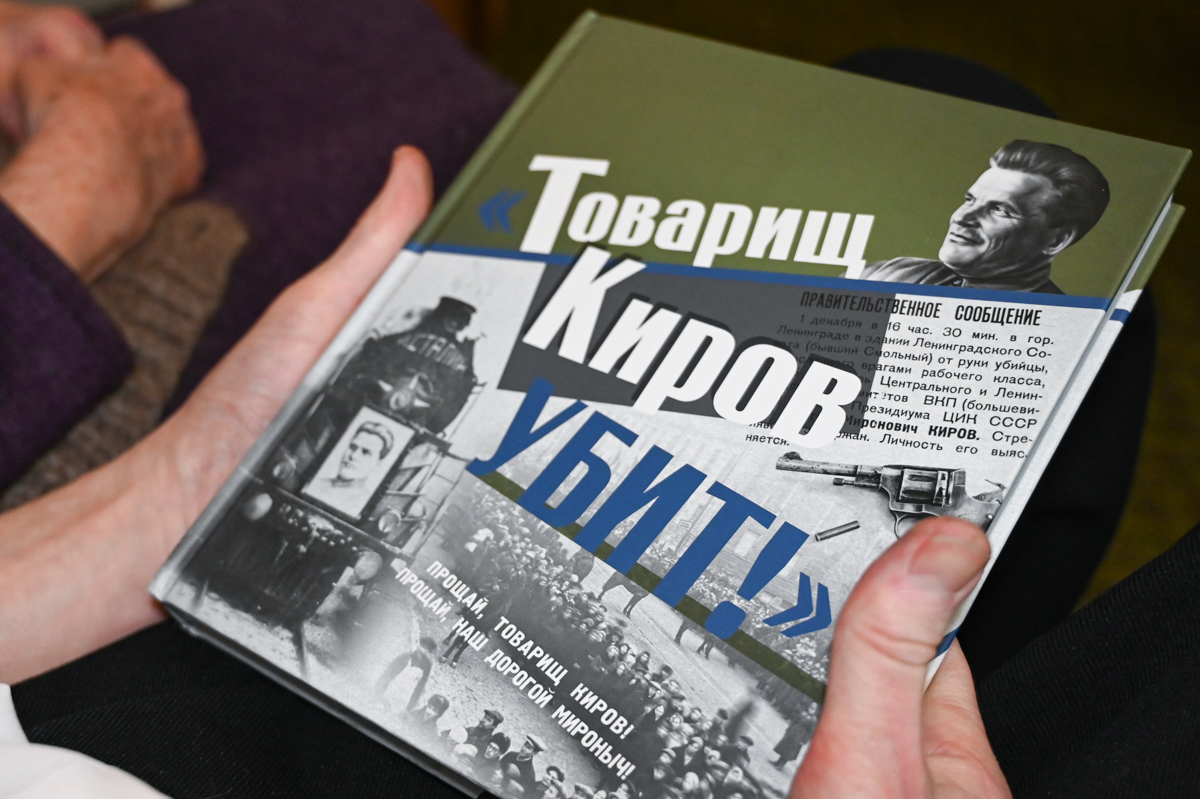 «Товарищ
Киров
УБИТ!»
ПРАВИТЕЛЬСТВЕННОЕ СООБЩЕНИЕ
1 декабря в 16 час. 30 мин. в гор.
Ленинграде в здании Ленинградского Со-
(бывший Смольный) от руки убийцы,
врагами рабочего класса,
Центрального и Ленин-
ВНП (большеви-
Президиума ЦИК СССР
КИРОВ. Стре-
няется. Личность его выяс-
ПРОЩАЙ, ТОВАРИЩ КИРОВ!
ПРОЩАЙ, НАШ ДОРОГОЙ МИРОНЫЧ!